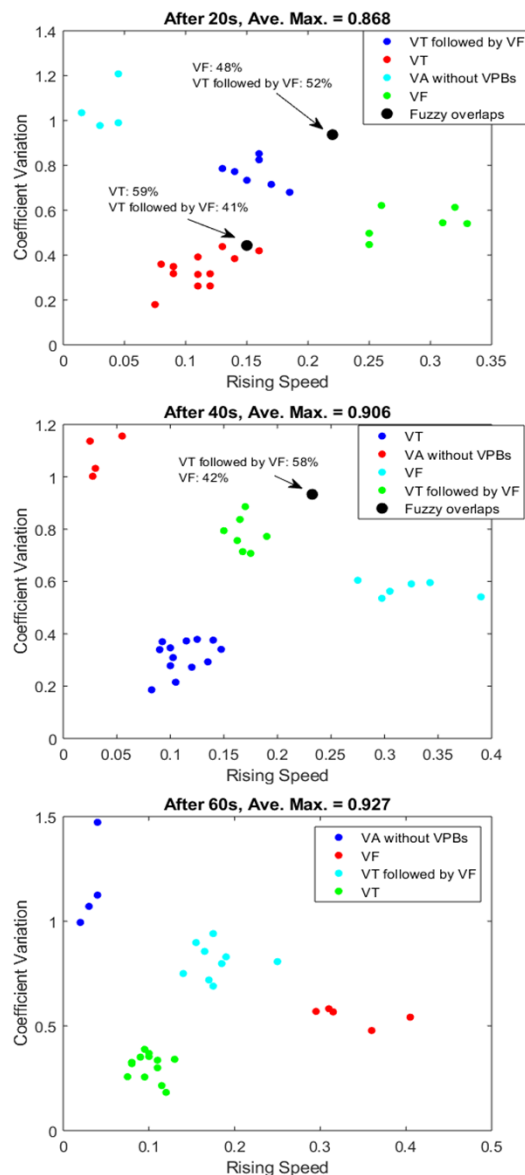 After 20s, Ave. Max. = 0.868
1.4
1.2
1
0.8
0.6
0.4
0.2
0
Coefficient Variation
VF: 48%
VT followed by VF: 52%
VT: 59%
VT followed by VF: 41%
VT followed by VF
VT
VA without VPBs
VF
Fuzzy overlaps
0 0.05 0.1 0.15 0.2 0.25 0.3 0.35
Rising Speed
After 40s, Ave. Max. = 0.906
1.2
1
0.8
0.6
0.4
0.2
0
Coefficient Variation
VT followed by VF: 58%
VF: 42%
VT
VA without VPBs
VF
VT followed by VF
Fuzzy overlaps
0 0.05 0.1 0.15 0.2 0.25 0.3 0.35 0.4
Rising Speed
After 60s, Ave. Max. = 0.927
1.5
1
0.5
0
Coefficient Variation
VA without VPBs
VF
VT followed by VF
VT
0 0.1 0.2 0.3 0.4 0.5
Rising Speed